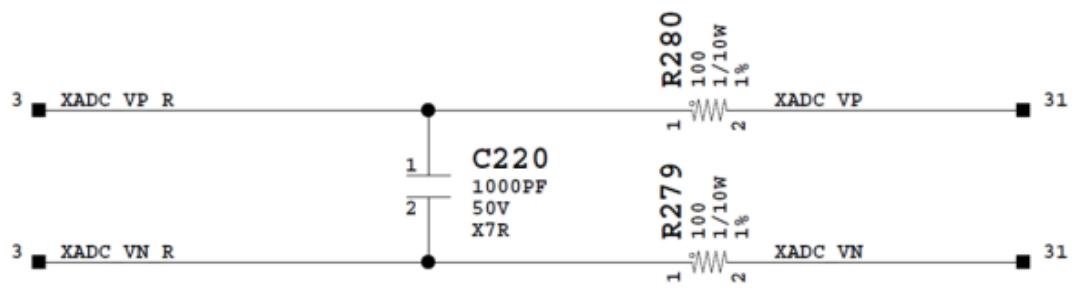 R280
100
1/10W
1%
3 XADC VP R
XADC VP 31
1 2
1
2
C220
1000PF
50V
X7R
R279
100
1/10W
1%
3 XADC VN R
XADC VN 31
1 2